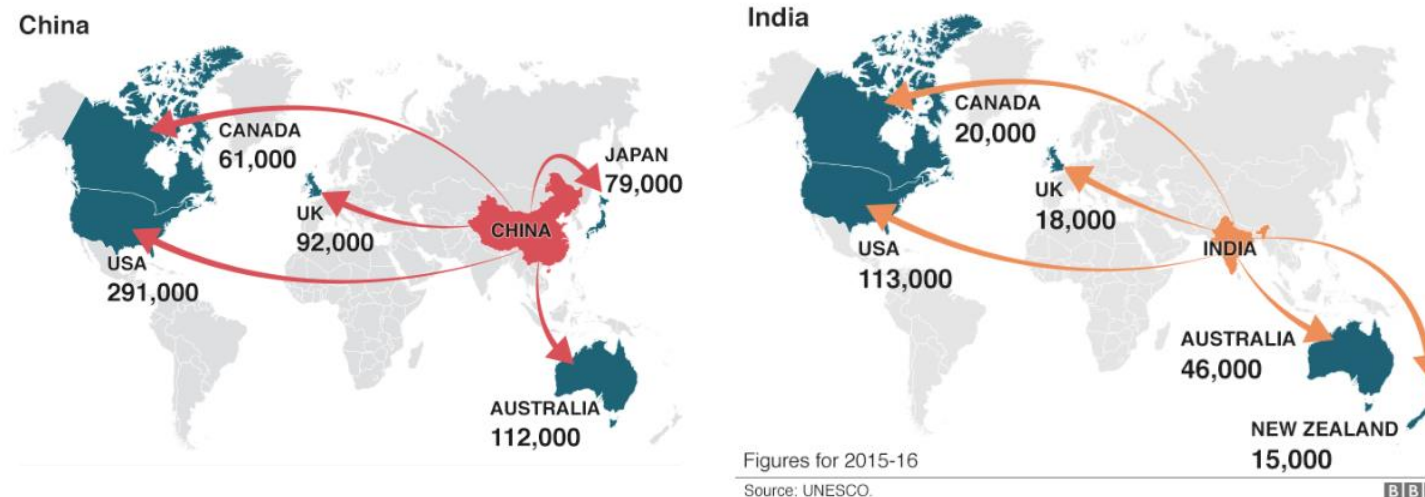 China
CANADA
61,000
JAPAN
79,000
UK
92,000
CHINA
USA
291,000
AUSTRALIA
112,000
India
CANADA
20,000
UK
18,000
INDIA
USA
113,000
AUSTRALIA
46,000
NEW ZEALAND
15,000
Figures for 2015-16
Source: UNESCO.
BB